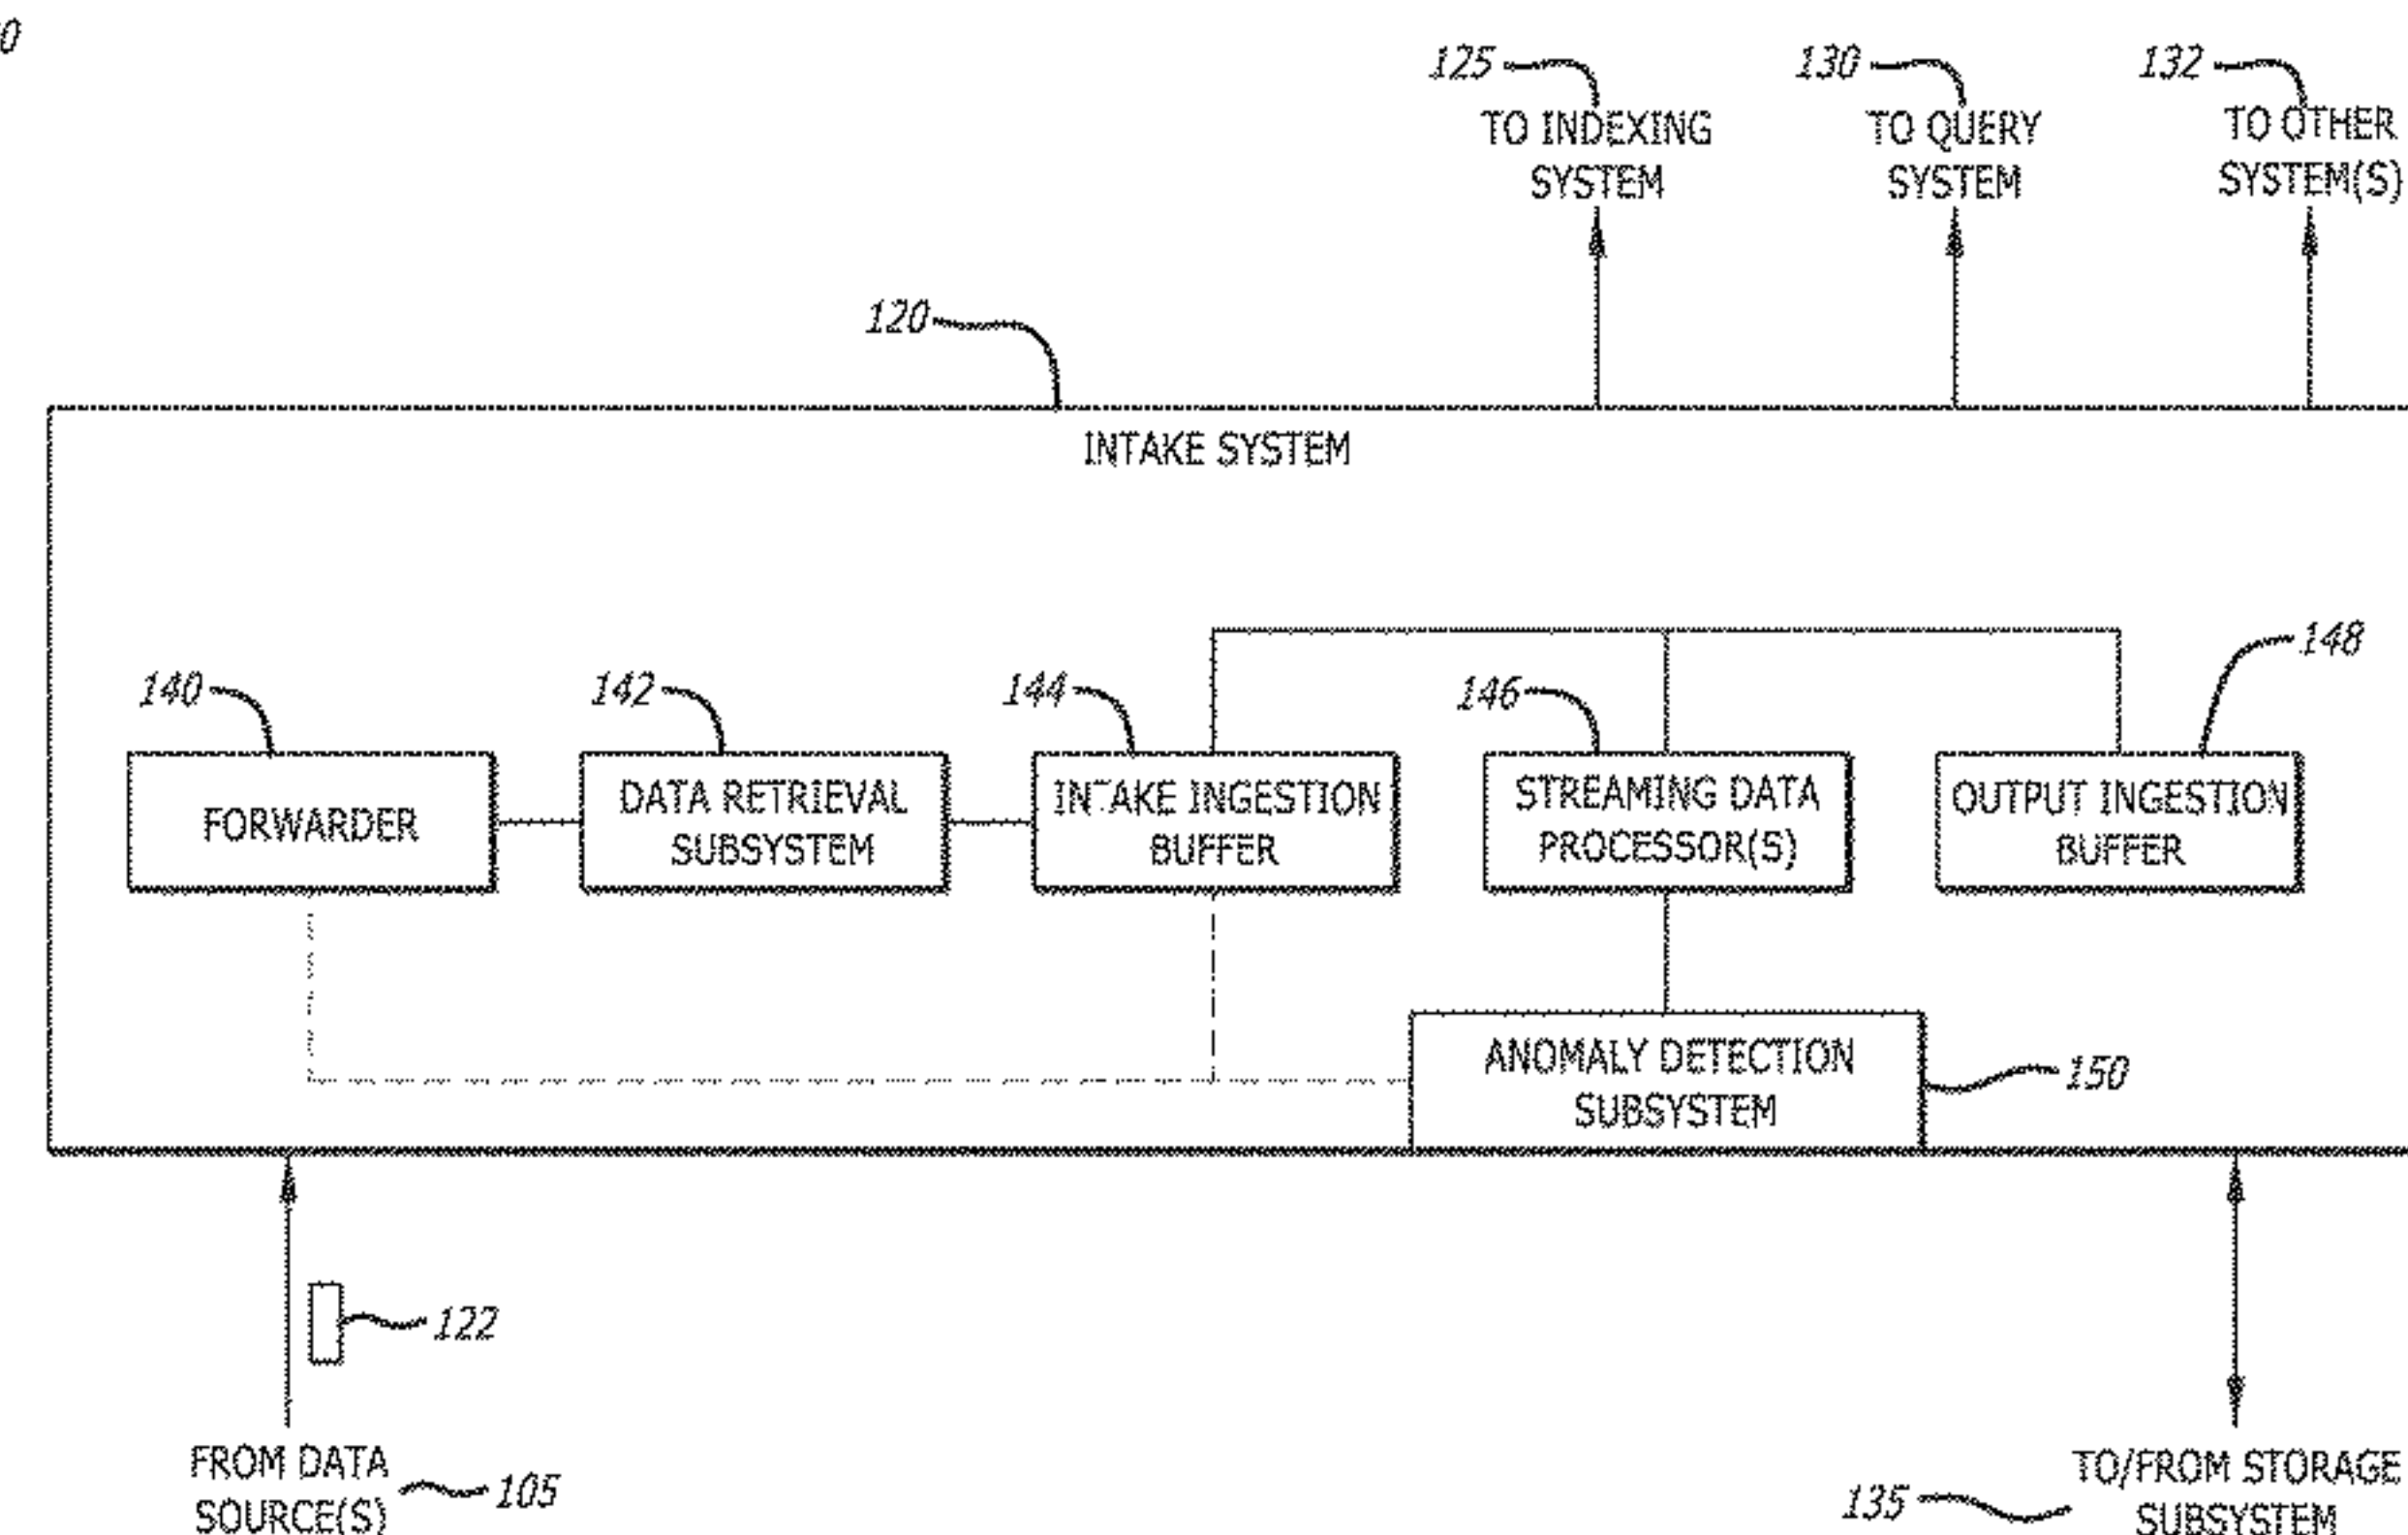 0
125
130
132
TO INDEXING
SYSTEM
TO QUERY
SYSTEM
TO OTHER
SYSTEM(S)
120
INTAKE SYSTEM
140
142
144
146
148
FORWARDER
DATA RETRIEVAL
SUBSYSTEM
INTAKE INGESTION
BUFFER
STREAMING DATA
PROCESSOR(S)
OUTPUT INGESTION
BUFFER
ANOMALY DETECTION
SUBSYSTEM
150
122
FROM DATA
SOURCE(S)
105
TO/FROM STORAGE
SUBSYSTEM
135